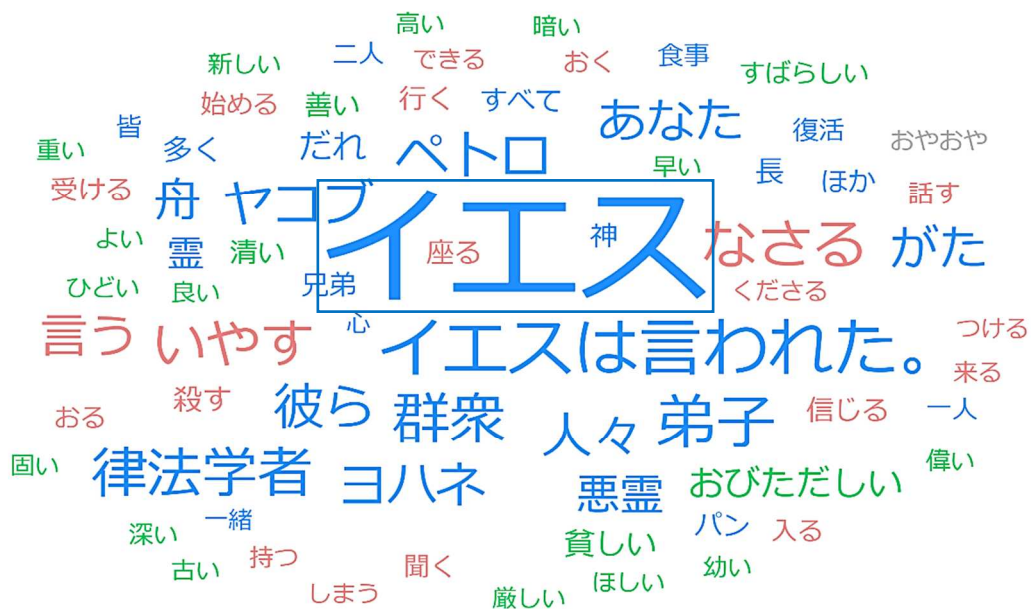 高い
暗い
新しい
二人
できる
おく
食事
すばらしい
始める
善い
行く
すべて
あなた
復活
おやおや
皆
重い
多く
だれ
ペトロ
早い
長
ほか
話す
受ける
舟
ヤコブ
イエス
なさる
がた
よい
霊
清い
座る
神
ひどい
良い
兄弟
くださる
心
言う
いやす
イエスは言われた。
つける
来る
殺す
おる
彼ら
群衆
人々
弟子
信じる
一人
固い
律法学者
ヨハネ
悪霊
おびただしい
偉い
深い
一緒
パン
入る
貧しい
古い
持つ
聞く
しまう
厳しい
ほしい
幼い